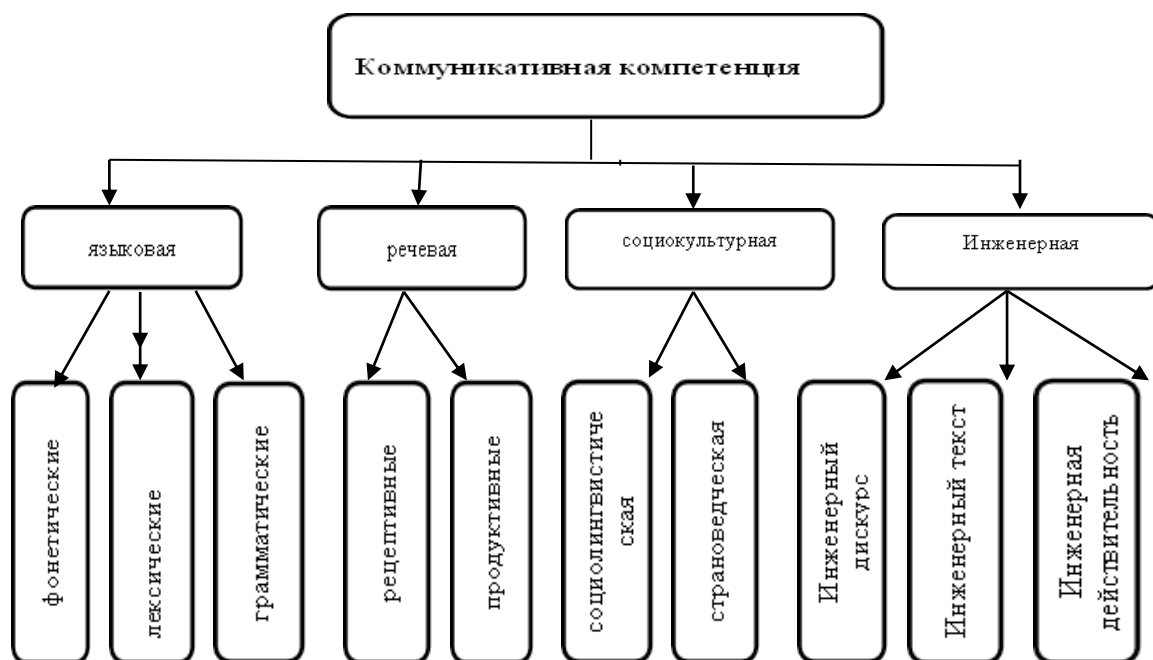 Коммуникативная компетенция
языковая
речевая
социокультурная
Инженерная
фонетические
лексические
грамматические
рецептивные
продуктивные
социолингвистиче
ская
страноведческая
Инженерный
дискурс
Инженерный текст
Инженерная
действительность